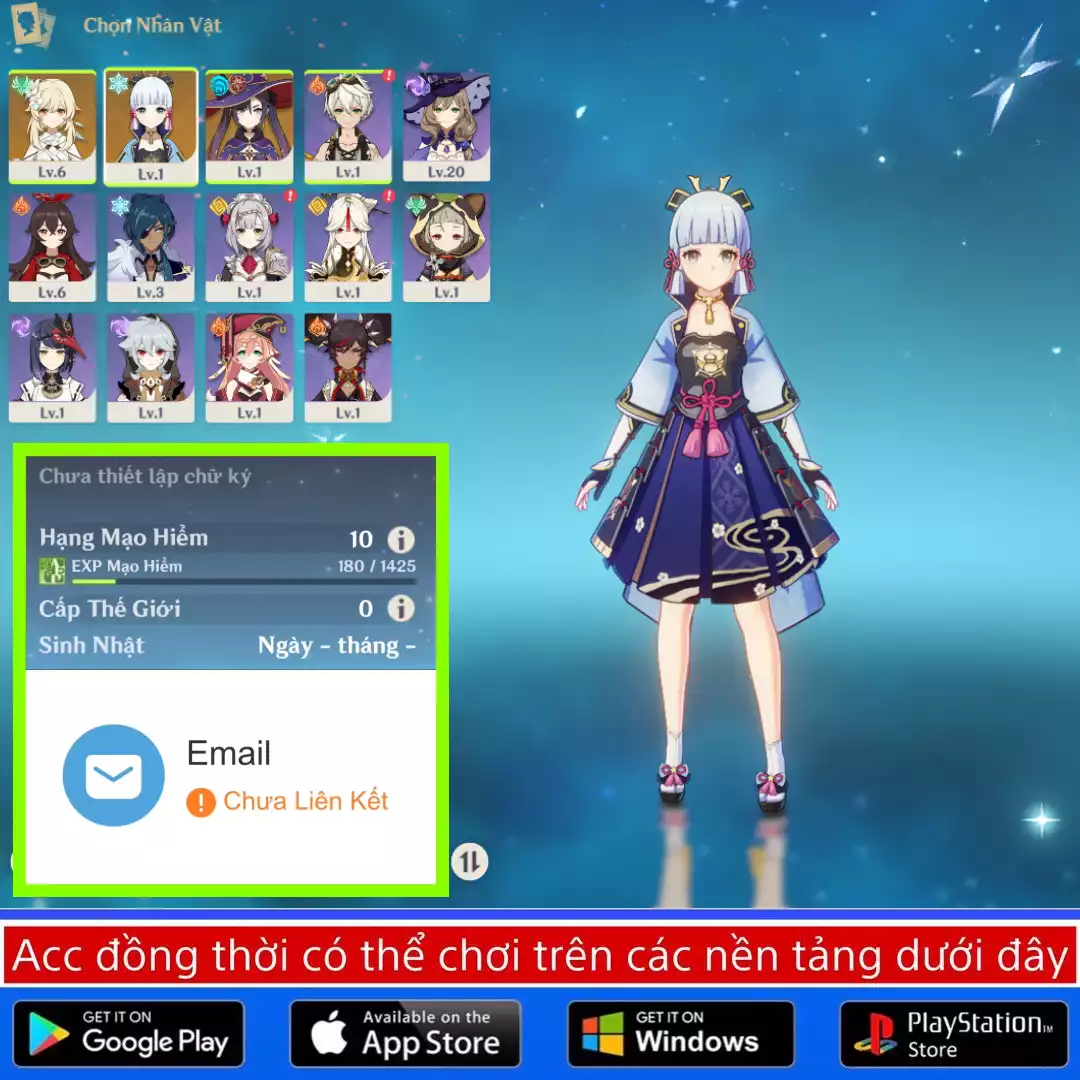 Chọn Nhân Vật
Lv.6
Lv.1
Lv.1
Lv.1
Lv.20
Lv.6
Lv.3
Lv.1
Lv.1
Lv.1
Lv.1
Lv.1
Lv.1
Lv.1
Chưa thiết lập chữ ký
Hạng Mạo Hiểm 10
EXP Mạo Hiểm 180 / 1425
Cấp Thế Giới 0
Sinh Nhật Ngày - tháng -
Email
! Chưa Liên Kết
Acc đồng thời có thể chơi trên các nền tảng dưới đây
GET IT ON
Google Play
Available on the
App Store
GET IT ON
Windows
PlayStation™
Store